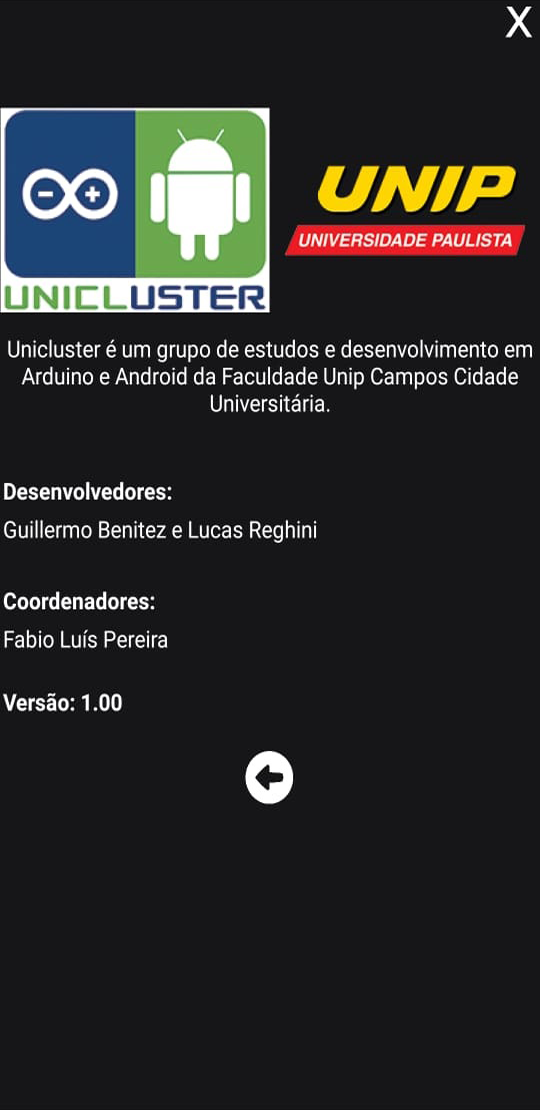 X
UNICLUSTER
UNIP
UNIVERSIDADE PAULISTA
Unicluster é um grupo de estudos e desenvolvimento em
Arduino e Android da Faculdade Unip Campos Cidade
Universitária.
Desenvolvedores:
Guillermo Benitez e Lucas Reghini
Coordenadores:
Fabio Luís Pereira
Versão: 1.00